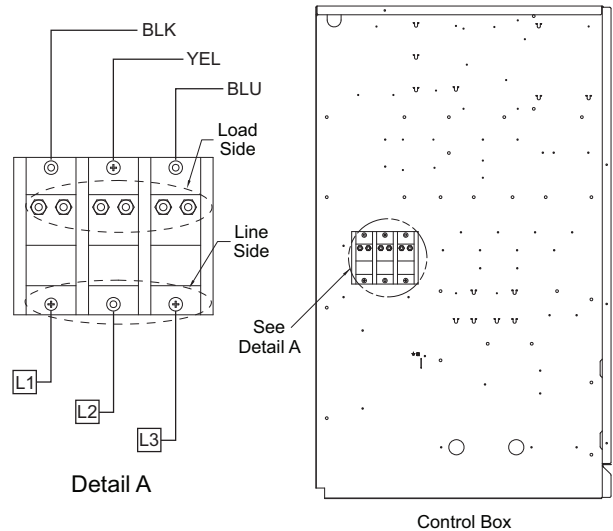 BLK
YEL
BLU
Load
Side
Line
Side
L1
L2
L3
Detail A
See
Detail A
Control Box